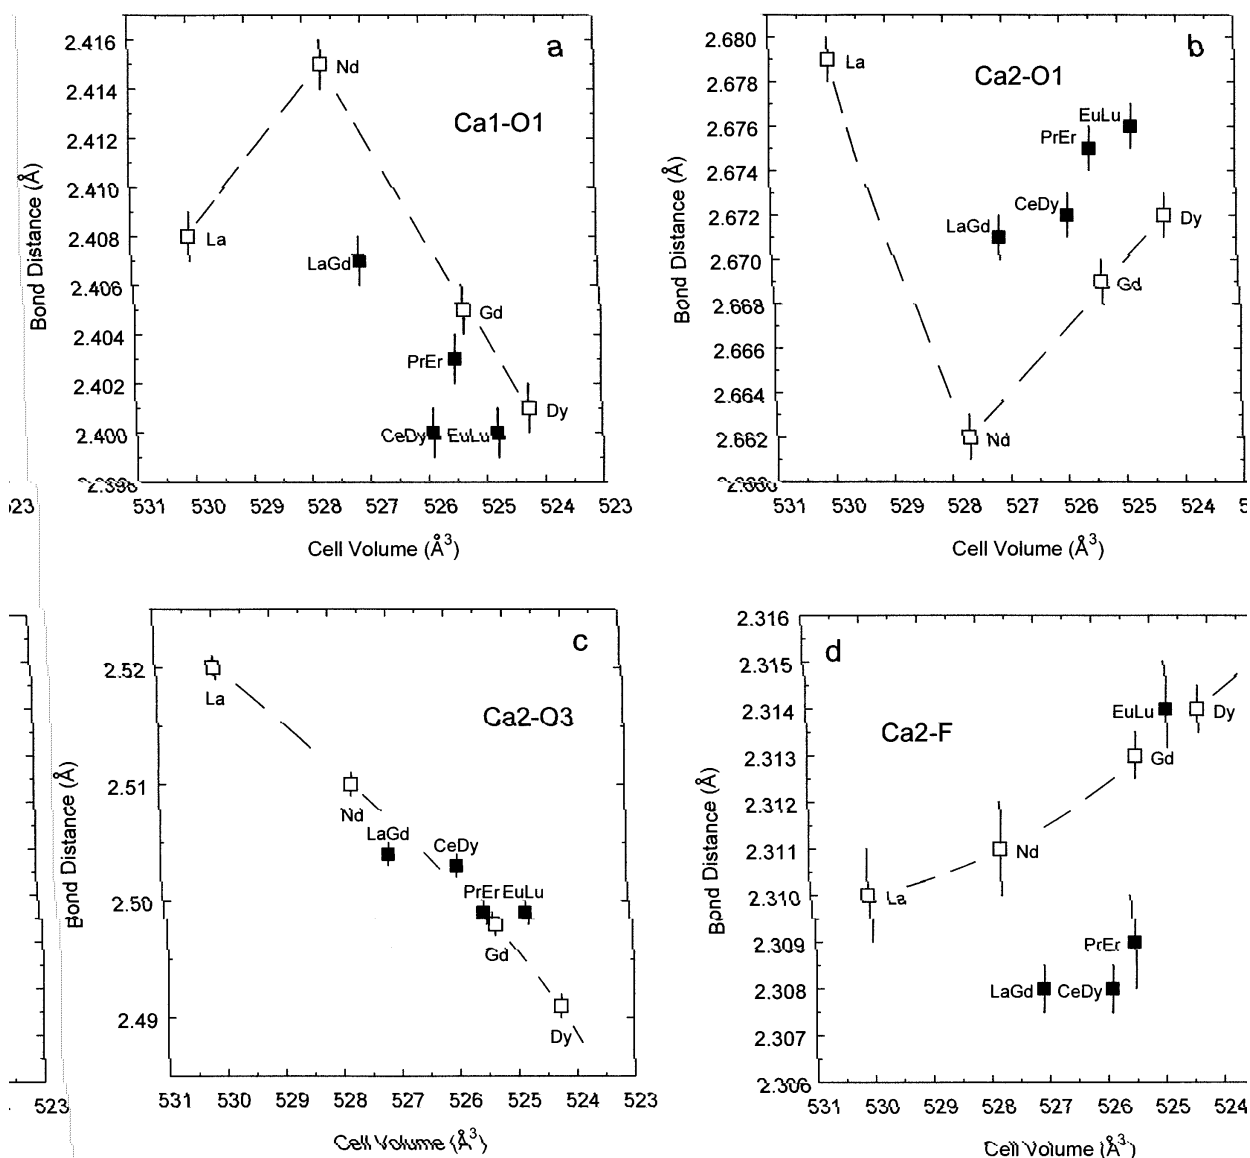 a
Ca1-O1
2.416
2.414
2.412
2.410
2.408
2.406
2.404
2.402
2.400
2.398
Bond Distance (Å)
Nd
La
LaGd
Gd
PrEr
Dy
CeDy
EuLu
531 530 529 528 527 526 525 524 523
Cell Volume (Å³)
b
Ca2-O1
2.680
2.678
2.676
2.674
2.672
2.670
2.668
2.666
2.664
2.662
2.660
Bond Distance (Å)
La
EuLu
PrEr
CeDy
Dy
LaGd
Gd
Nd
531 530 529 528 527 526 525 524
Cell Volume (Å³)
523
c
Ca2-O3
2.52
2.51
2.50
2.49
Bond Distance (Å)
La
Nd
LaGd
CeDy
PrEr EuLu
Gd
Dy
531 530 529 528 527 526 525 524 523
Cell Volume (Å³)
d
Ca2-F
2.316
2.315
2.314
2.313
2.312
2.311
2.310
2.309
2.308
2.307
2.306
Bond Distance (Å)
EuLu
Dy
Gd
Nd
La
PrEr
LaGd CeDy
531 530 529 528 527 526 525 524
Cell Volume (Å³)
523